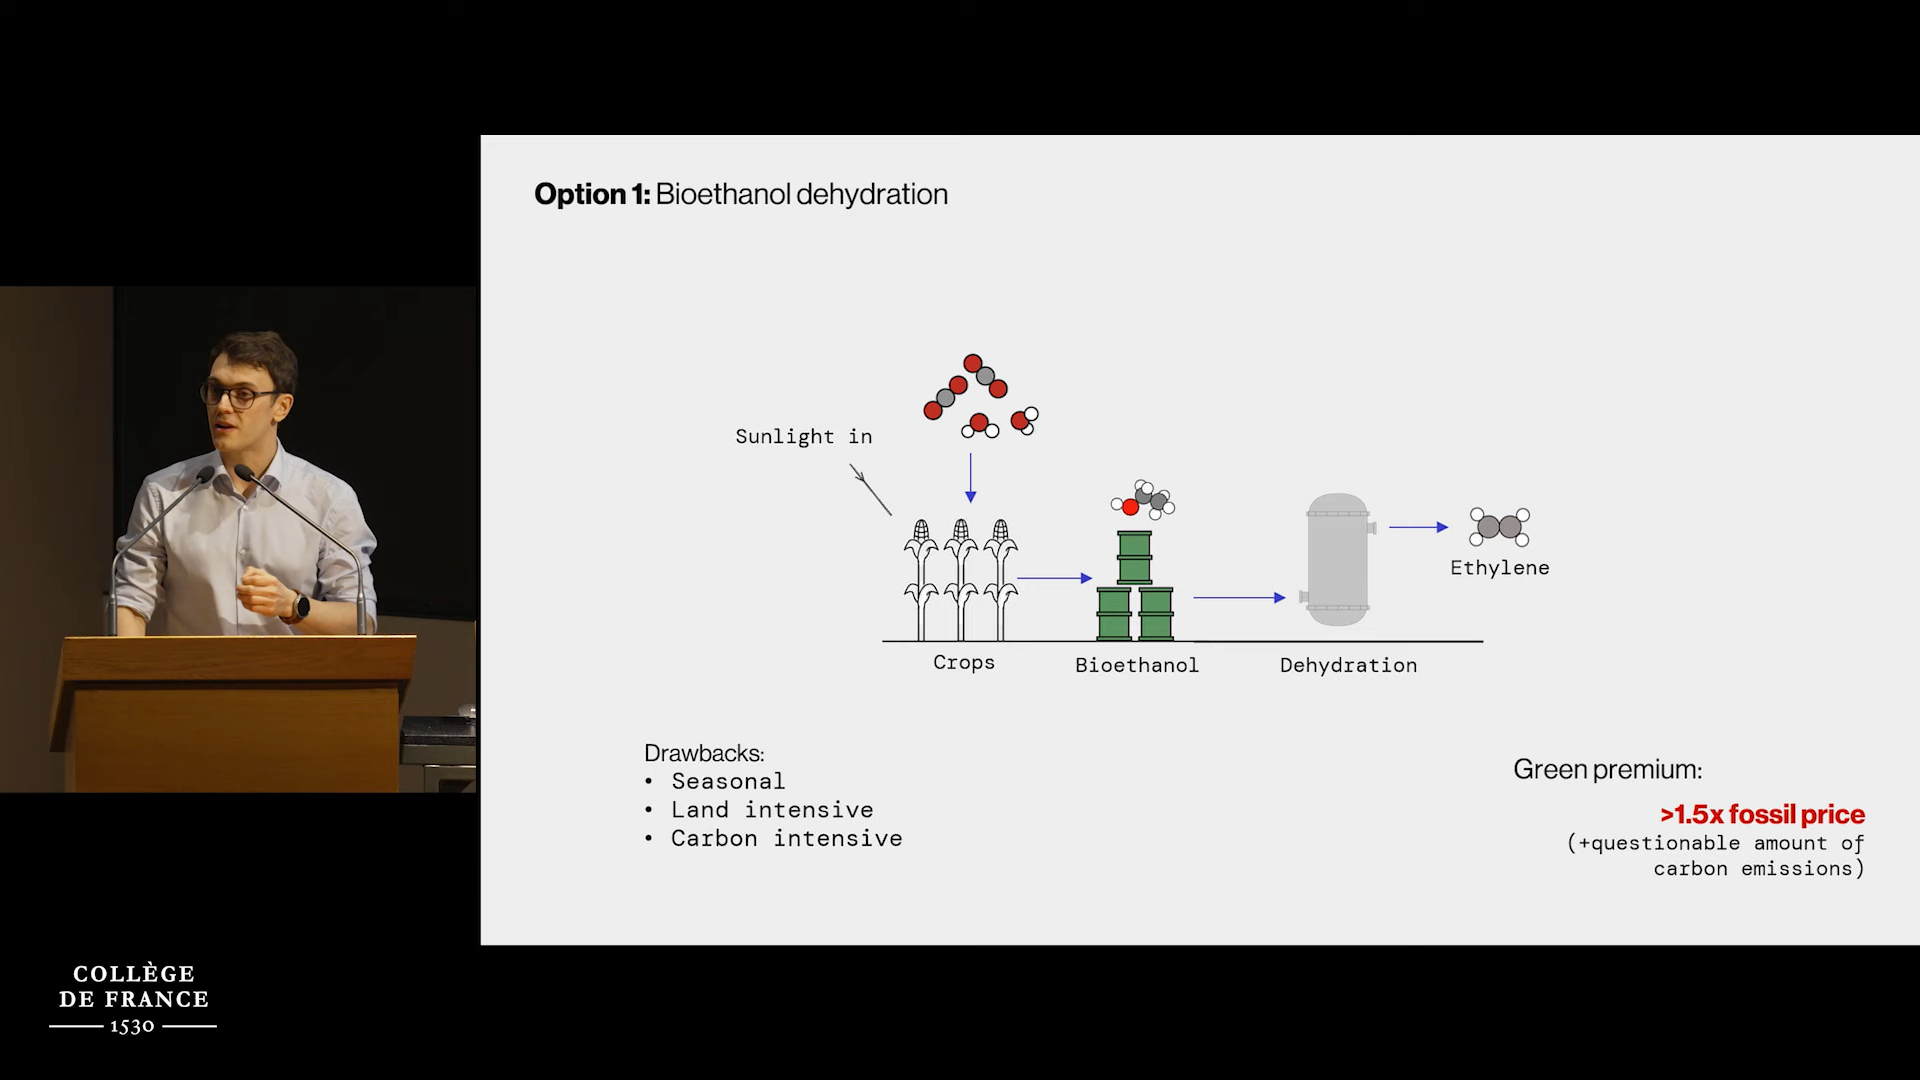 Option 1: Bioethanol dehydration
Sunlight in
Ethylene
Crops
Bioethanol
Dehydration
Drawbacks:
• Seasonal
• Land intensive
• Carbon intensive
Green premium:
>1.5x fossil price
(+questionable amount of
carbon emissions)
COLLÈGE
DE FRANCE
1530